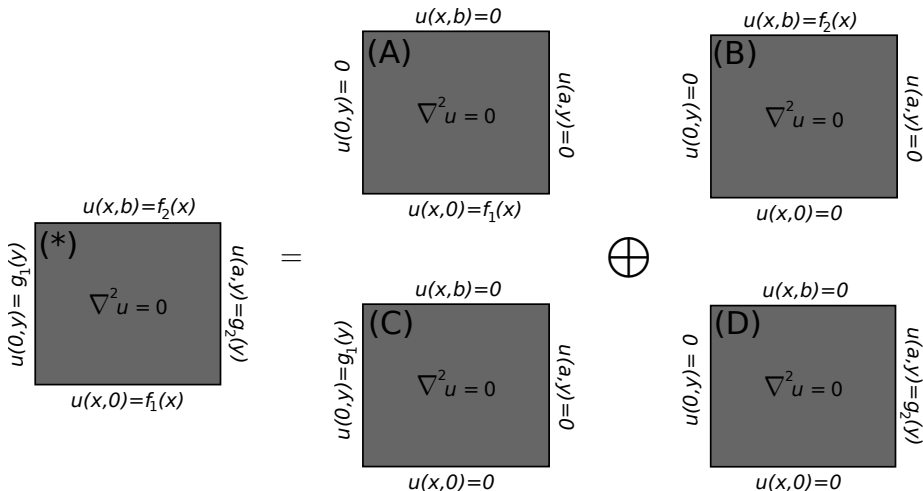 u(x,b)=f₂(x)
u(0,y)= g₁(y)
(*)
∇²u = 0
u(a,y)=g₂(y)
u(x,0)=f₁(x)
=
u(x,b)=0
u(0,y)= 0
(A)
∇²u = 0
u(a,y)=0
u(x,0)=f₁(x)
⊕
u(x,b)=f₂(x)
u(0,y)= 0
(B)
∇²u = 0
u(a,y)=0
u(x,0)=0
u(x,b)=0
u(0,y)=g₁(y)
(C)
∇²u = 0
u(a,y)=0
u(x,0)=0
u(x,b)=0
u(0,y)= 0
(D)
∇²u = 0
u(a,y)=g₂(y)
u(x,0)=0